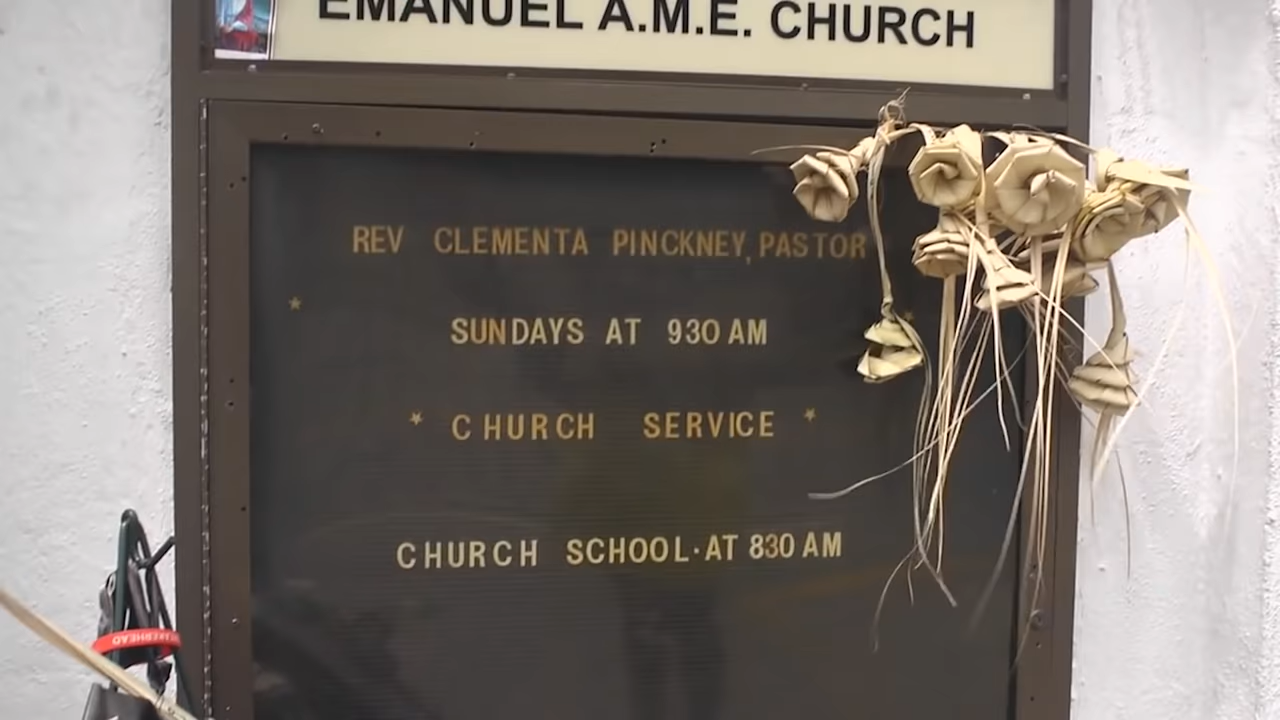 EMANUEL A.M.E. CHURCH
REV CLEMENTA PINCKNEY, PASTOR
SUNDAYS AT 930 AM
* CHURCH SERVICE *
CHURCH SCHOOL·AT 830 AM